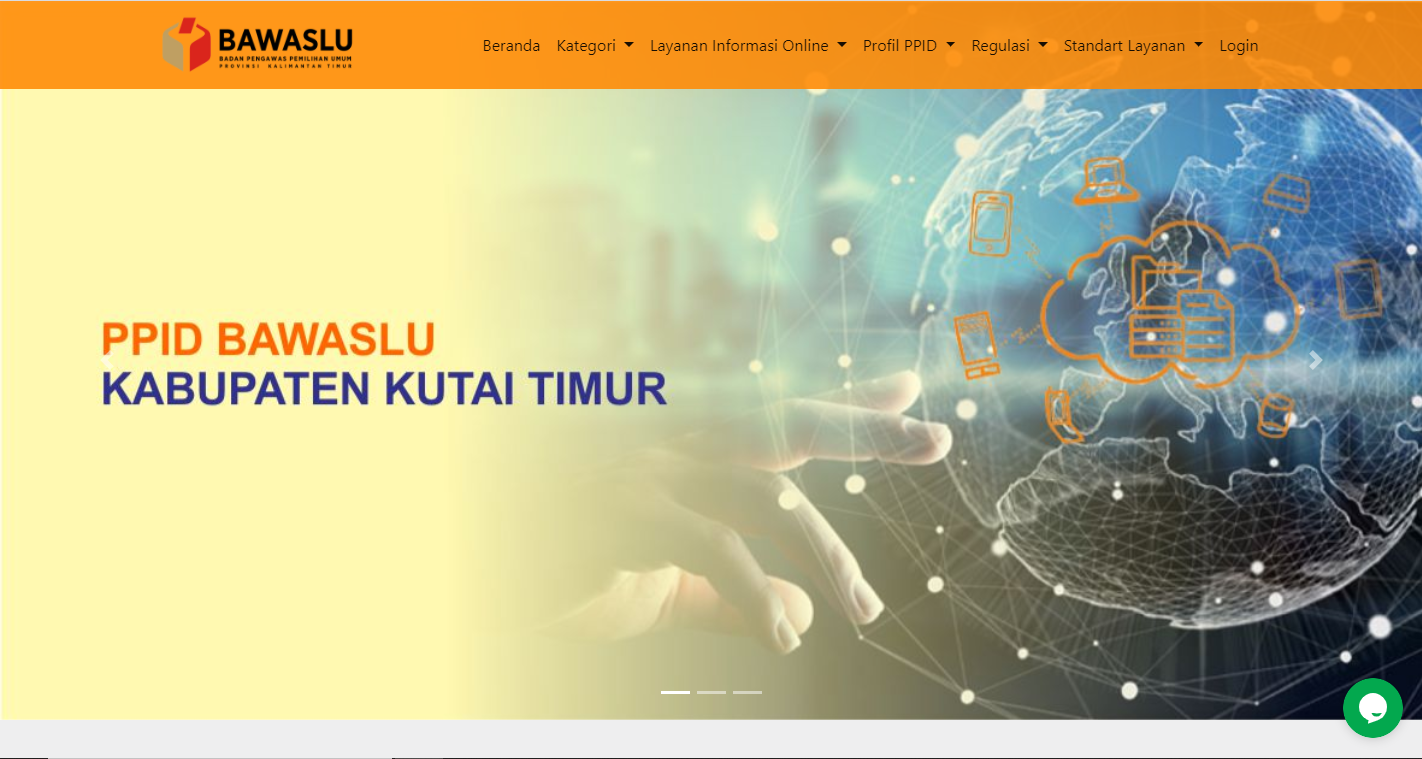 BAWASLU
BADAN PENGAWAS PEMILIHAN UMUM
PROVINSI KALIMANTAN TIMUR
Beranda Kategori Layanan Informasi Online Profil PPID Regulasi Standart Layanan Login
PPID BAWASLU
KABUPATEN KUTAI TIMUR